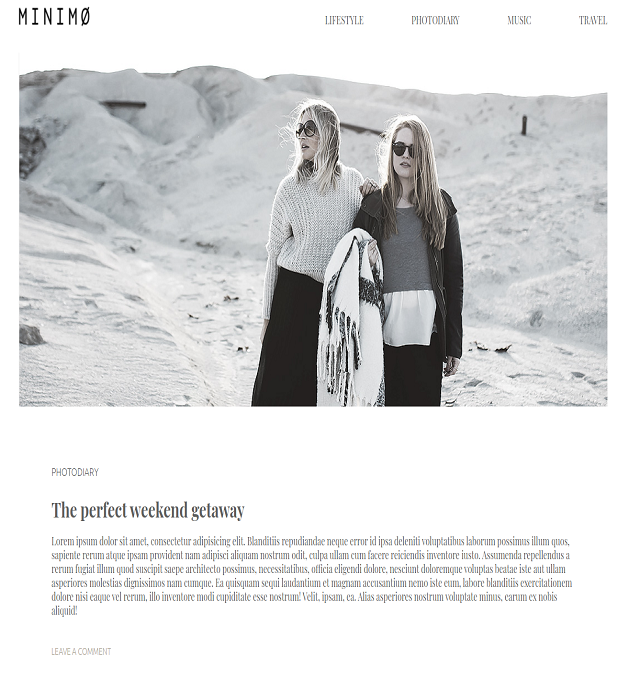 MINIMØ
LIFESTYLE PHOTODIARY MUSIC TRAVEL
PHOTODIARY
The perfect weekend getaway
Lorem ipsum dolor sit amet, consectetur adipisicing elit. Blanditiis repudiandae neque error id ipsa deleniti voluptatibus laborum possimus illum quos,
sapiente rerum atque ipsam provident nam adipisci aliquam nostrum odit, culpa ullam cum facere reiciendis inventore iusto. Assumenda repellendus a
rerum fugiat illum quod suscipit saepe architecto possimus, necessitatibus, officia eligendi dolore, nesciunt doloremque voluptas beatae iste aut ullam
asperiores molestias dignissimos nam cumque. Ea quisquam sequi laudantium et magnam accusantium nemo iste eum, labore blanditiis exercitationem
dolore nisi eaque vel rerum, illo inventore modi cupiditate esse nostrum! Velit, ipsam, ea. Alias asperiores nostrum voluptate minus, earum ex nobis
aliquid!
LEAVE A COMMENT